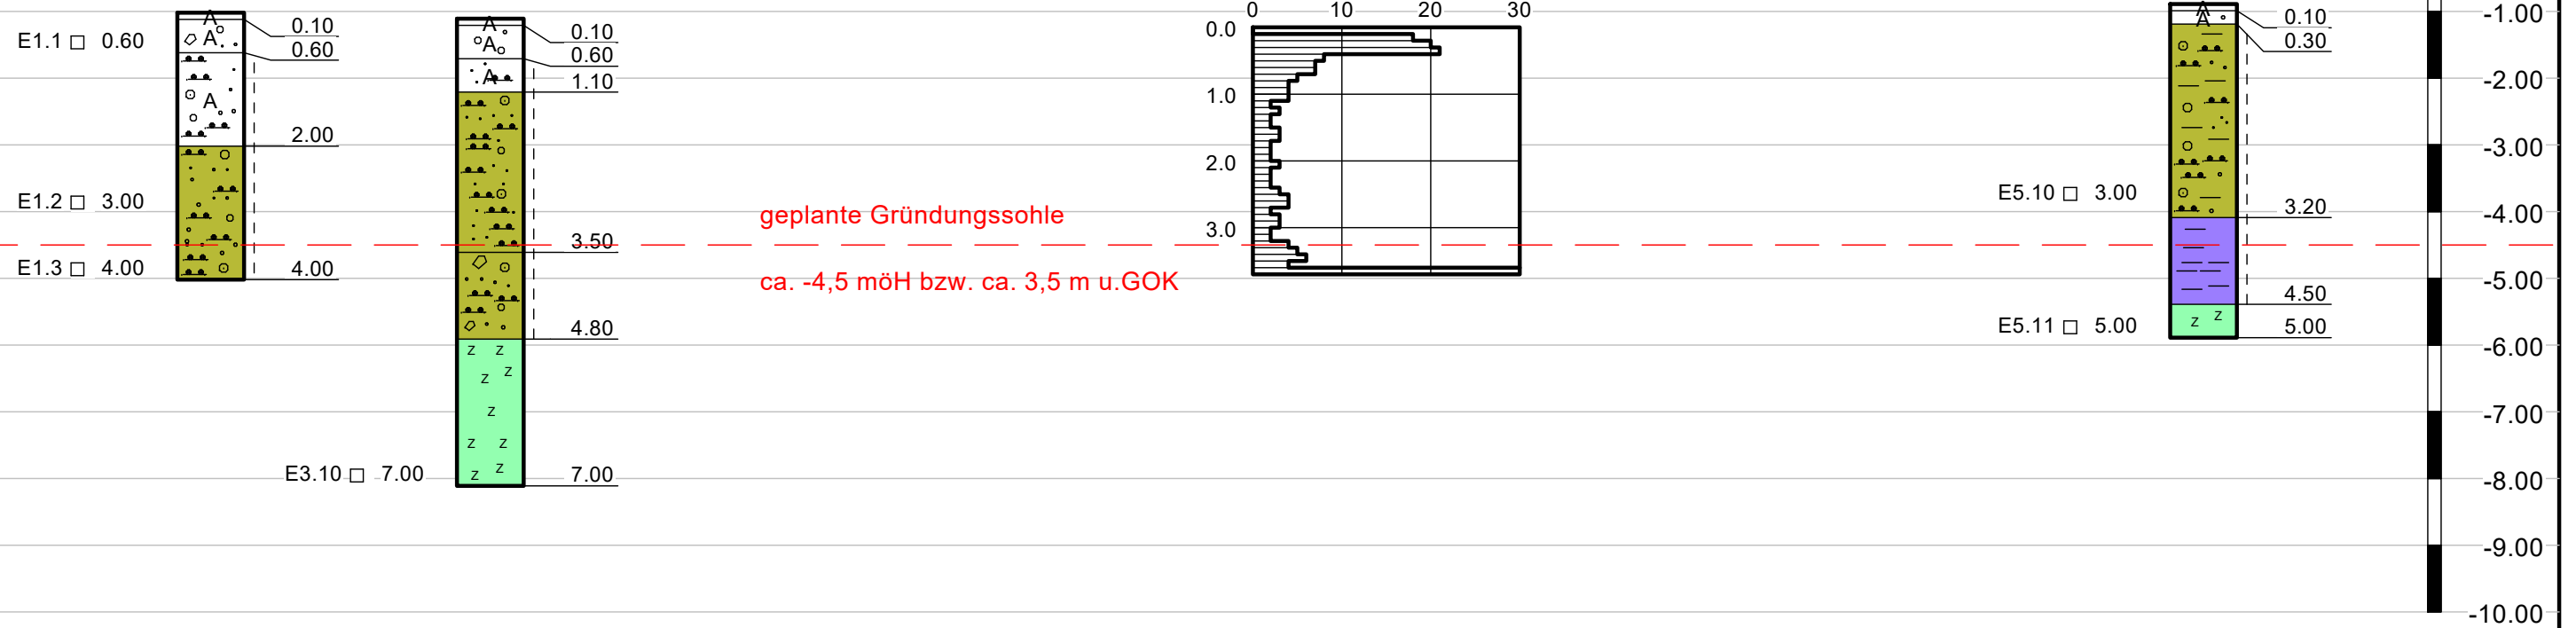 0 10 20 30
A
0.10
E1.1 □ 0.60
A
0.60
A
2.00
E1.2 □ 3.00
E1.3 □ 4.00
4.00
A
0.10
A
0.60
A
1.10
3.50
4.80
z z
z z
z
z z
z z
E3.10 □ 7.00
7.00
geplante Gründungssohle
ca. -4,5 möH bzw. ca. 3,5 m u.GOK
0.0
1.0
2.0
3.0
A
A
0.10
0.30
E5.10 □ 3.00
3.20
4.50
z z
E5.11 □ 5.00
5.00
-1.00
-2.00
-3.00
-4.00
-5.00
-6.00
-7.00
-8.00
-9.00
-10.00